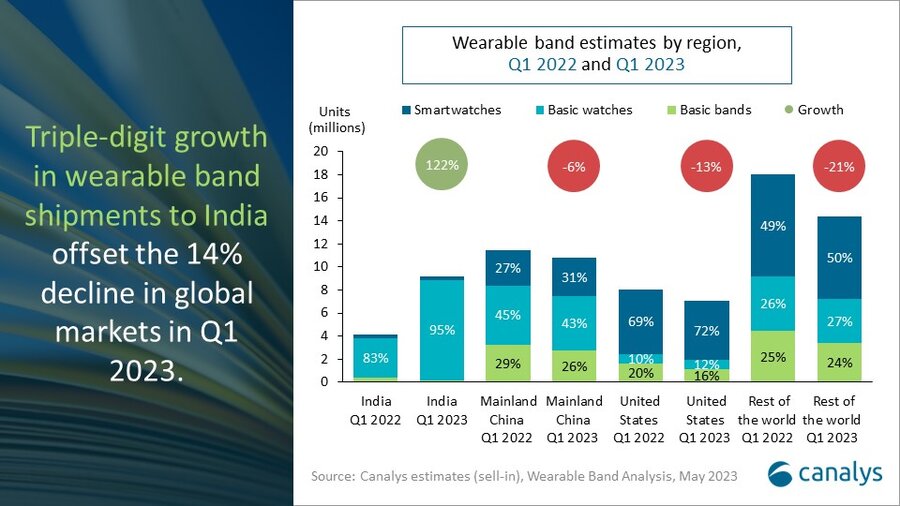 Triple-digit growth
in wearable band
shipments to India
offset the 14%
decline in global
markets in Q1
2023.
Wearable band estimates by region,
Q1 2022 and Q1 2023
Units
(millions)
Smartwatches
Basic watches
Basic bands
Growth
20
18
16
14
12
10
8
6
4
2
0
122%
-6%
-13%
-21%
83%
95%
27%
45%
29%
31%
43%
26%
69%
10%
20%
72%
12%
16%
49%
26%
25%
50%
27%
24%
India
Q1 2022
India
Q1 2023
Mainland
China
Q1 2022
Mainland
China
Q1 2023
United
States
Q1 2022
United
States
Q1 2023
Rest of
the world
Q1 2022
Rest of
the world
Q1 2023
Source: Canalys estimates (sell-in), Wearable Band Analysis, May 2023
canalys